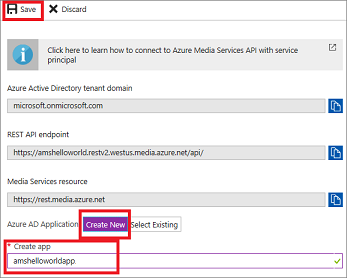 Save Discard
Click here to learn how to connect to Azure Media Services API with service
principal
Azure Active Directory tenant domain
microsoft.onmicrosoft.com
REST API endpoint
https://amshelloworld.restv2.westus.media.azure.net/api/
Media Services resource
https://rest.media.azure.net
Azure AD Application Create New Select Existing
* Create app
amshelloworldapp